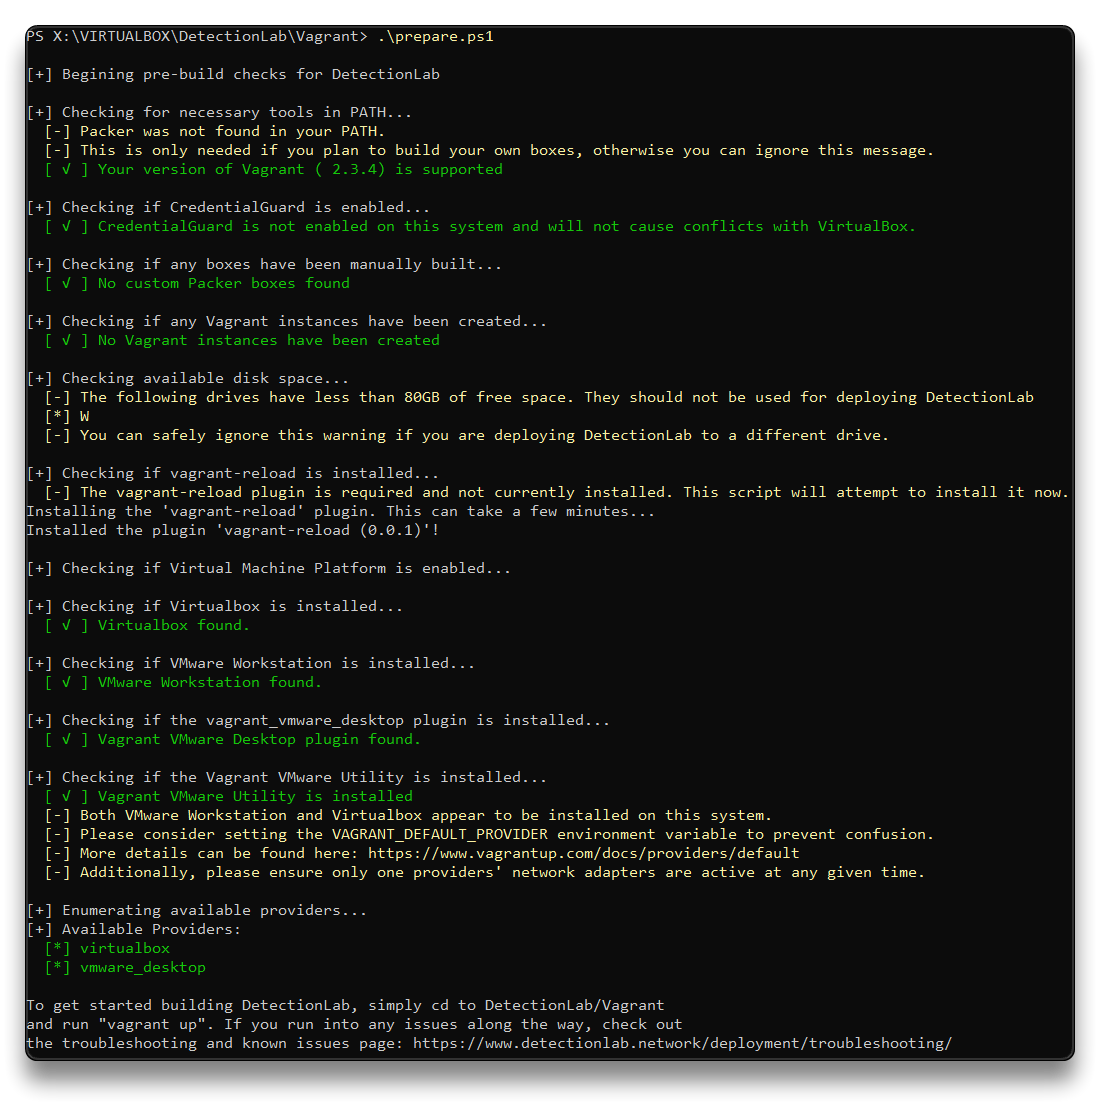 PS X:\VIRTUALBOX\DetectionLab\Vagrant> .\prepare.ps1
[+] Begining pre-build checks for DetectionLab
[+] Checking for necessary tools in PATH...
[-] Packer was not found in your PATH.
[-] This is only needed if you plan to build your own boxes, otherwise you can ignore this message.
[ √ ] Your version of Vagrant ( 2.3.4) is supported
[+] Checking if CredentialGuard is enabled...
[ √ ] CredentialGuard is not enabled on this system and will not cause conflicts with VirtualBox.
[+] Checking if any boxes have been manually built...
[ √ ] No custom Packer boxes found
[+] Checking if any Vagrant instances have been created...
[ √ ] No Vagrant instances have been created
[+] Checking available disk space...
[-] The following drives have less than 80GB of free space. They should not be used for deploying DetectionLab
[*] W
[-] You can safely ignore this warning if you are deploying DetectionLab to a different drive.
[+] Checking if vagrant-reload is installed...
[-] The vagrant-reload plugin is required and not currently installed. This script will attempt to install it now.
Installing the 'vagrant-reload' plugin. This can take a few minutes...
Installed the plugin 'vagrant-reload (0.0.1)'!
[+] Checking if Virtual Machine Platform is enabled...
[+] Checking if Virtualbox is installed...
[ √ ] Virtualbox found.
[+] Checking if VMware Workstation is installed...
[ √ ] VMware Workstation found.
[+] Checking if the vagrant_vmware_desktop plugin is installed...
[ √ ] Vagrant VMware Desktop plugin found.
[+] Checking if the Vagrant VMware Utility is installed...
[ √ ] Vagrant VMware Utility is installed
[-] Both VMware Workstation and Virtualbox appear to be installed on this system.
[-] Please consider setting the VAGRANT_DEFAULT_PROVIDER environment variable to prevent confusion.
[-] More details can be found here: https://www.vagrantup.com/docs/providers/default
[-] Additionally, please ensure only one providers' network adapters are active at any given time.
[+] Enumerating available providers...
[+] Available Providers:
[*] virtualbox
[*] vmware_desktop
To get started building DetectionLab, simply cd to DetectionLab/Vagrant
and run "vagrant up". If you run into any issues along the way, check out
the troubleshooting and known issues page: https://www.detectionlab.network/deployment/troubleshooting/